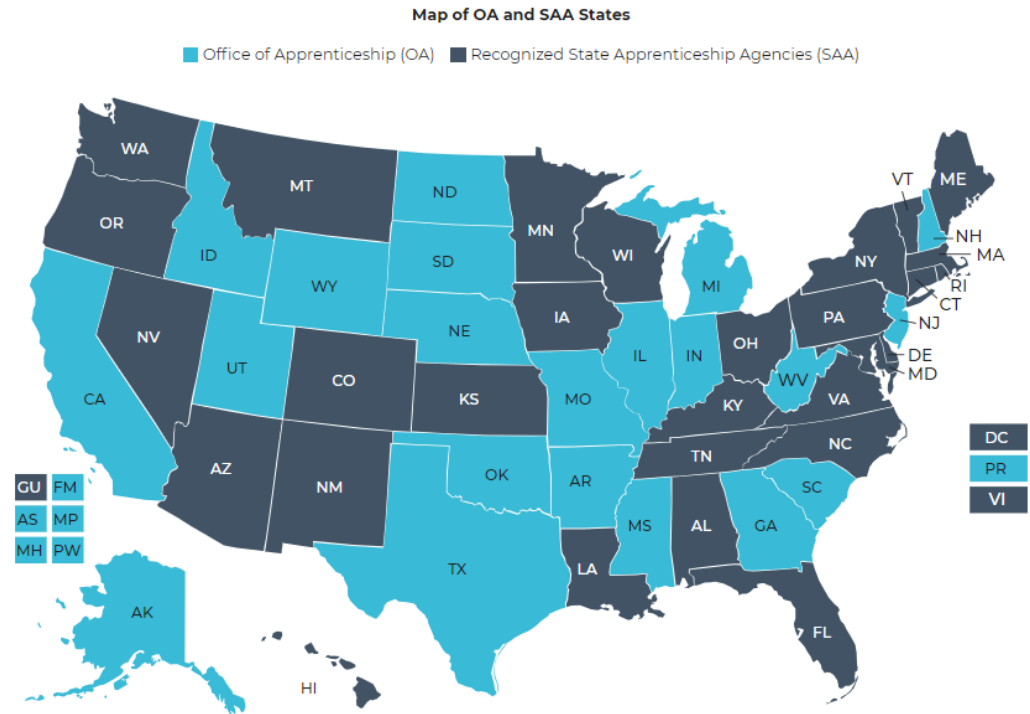 Map of OA and SAA States
Office of Apprenticeship (OA) Recognized State Apprenticeship Agencies (SAA)
WA
MT
ND
MN
VT
ME
OR
ID
SD
WI
NH
MA
NY
WY
MI
RI
CT
IA
NE
PA
NJ
NV
OH
UT
IL
IN
DE
MD
CO
KS
MO
WV
CA
KY
VA
AZ
NM
OK
AR
TN
NC
DC
PR
VI
SC
GU FM
AS MP
MH PW
MS
AL
GA
TX
LA
AK
FL
HI